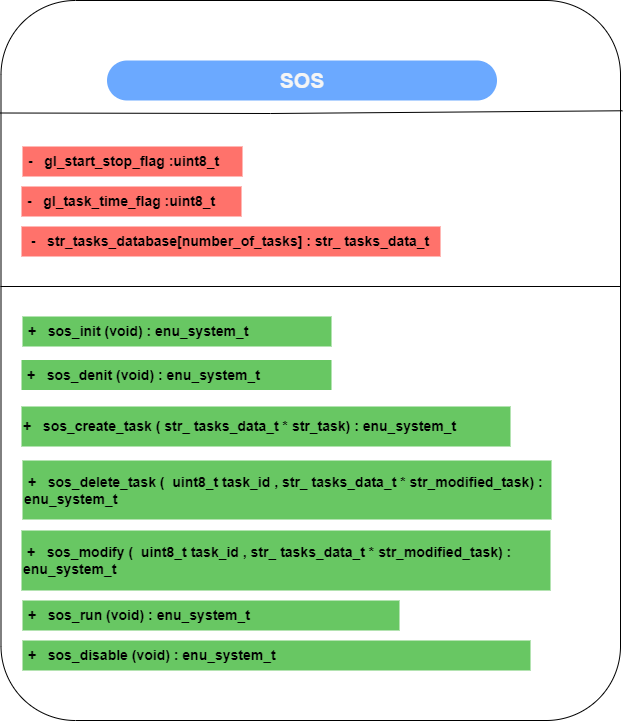 SOS
- gl_start_stop_flag :uint8_t
- gl_task_time_flag :uint8_t
- str_tasks_database[number_of_tasks] : str_ tasks_data_t
+ sos_init (void) : enu_system_t
+ sos_denit (void) : enu_system_t
+ sos_create_task ( str_ tasks_data_t * str_task) : enu_system_t
+ sos_delete_task ( uint8_t task_id , str_ tasks_data_t * str_modified_task) :
enu_system_t
+ sos_modify ( uint8_t task_id , str_ tasks_data_t * str_modified_task) :
enu_system_t
+ sos_run (void) : enu_system_t
+ sos_disable (void) : enu_system_t